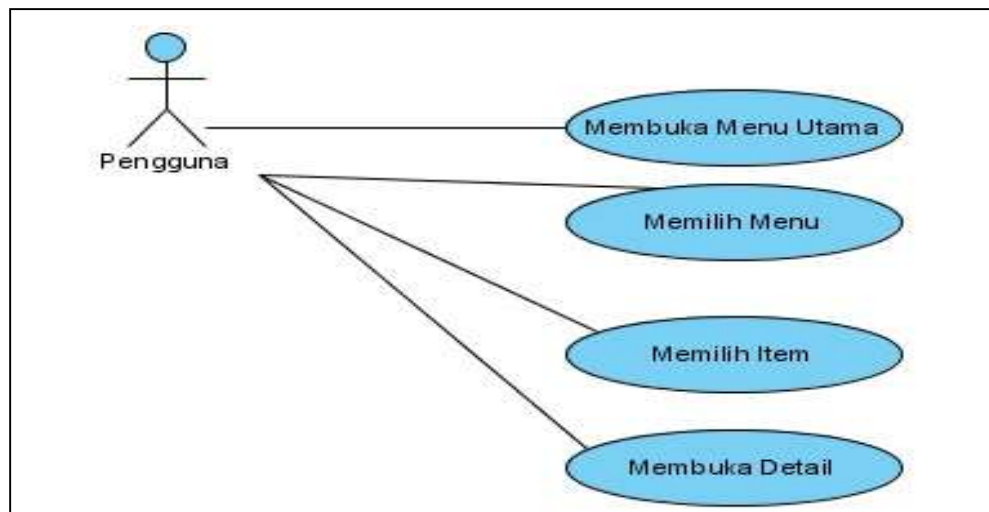 Pengguna
Membuka Menu Utama
Memilih Menu
Memilih Item
Membuka Detail